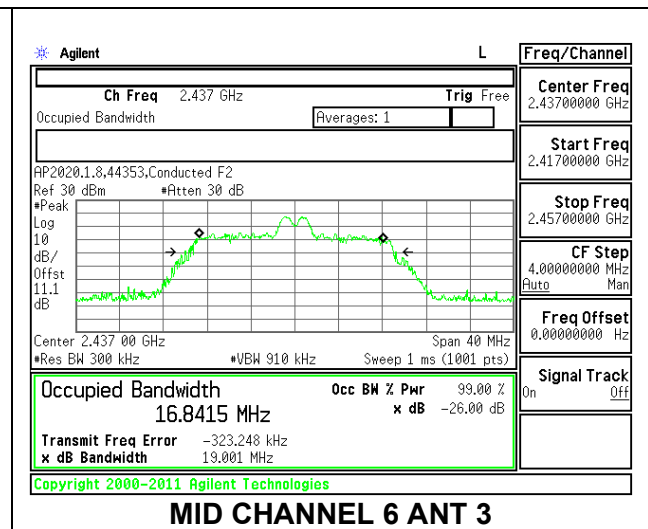 Agilent L Freq/Channel
Ch Freq 2.437 GHz Trig Free
Occupied Bandwidth Averages: 1
AP2020.1.8,44353,Conducted F2
Ref 30 dBm #Atten 30 dB
#Peak
Log
10
dB/
Offst
11.1
dB
Center 2.437 00 GHz Span 40 MHz
#Res BW 300 kHz #VBW 910 kHz Sweep 1 ms (1001 pts)
Occupied Bandwidth Occ BW % Pwr 99.00 %
16.8415 MHz x dB -26.00 dB
Transmit Freq Error -323.248 kHz
x dB Bandwidth 19.001 MHz
Copyright 2000-2011 Agilent Technologies
Center Freq
2.43700000 GHz
Start Freq
2.41700000 GHz
Stop Freq
2.45700000 GHz
CF Step
4.00000000 MHz
Auto Man
Freq Offset
0.00000000 Hz
Signal Track
On Off
MID CHANNEL 6 ANT 3